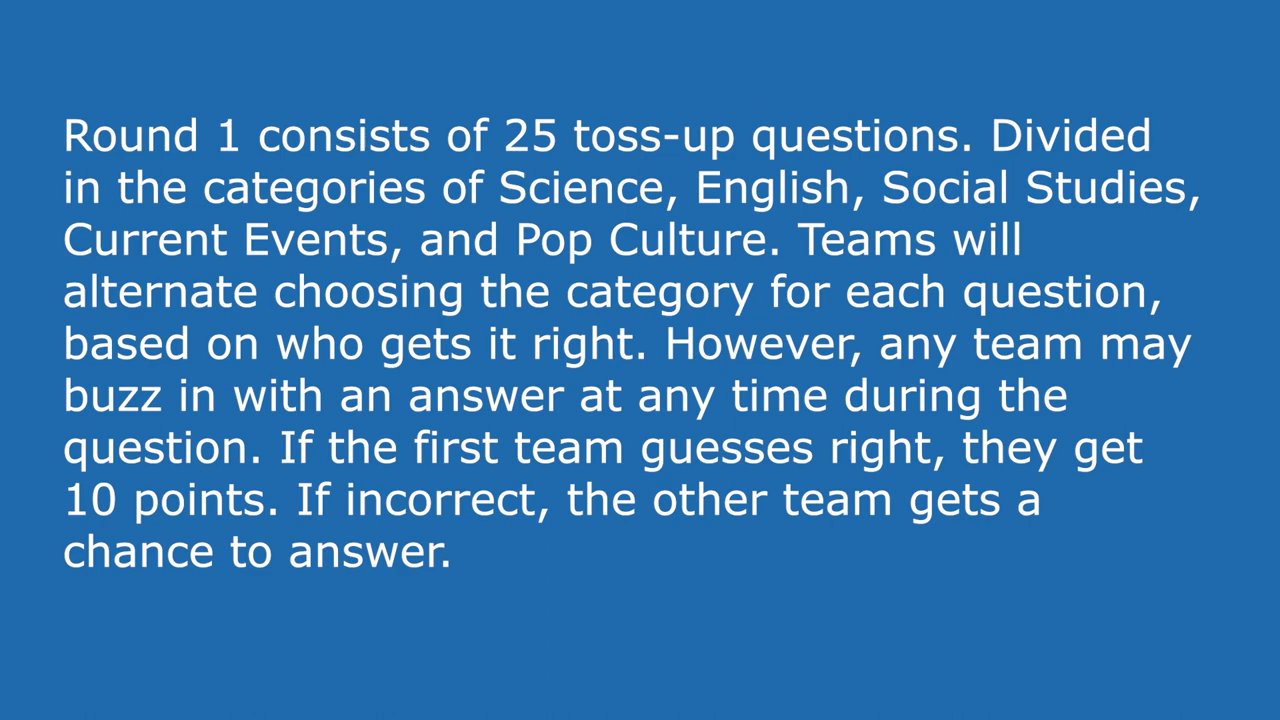 Round 1 consists of 25 toss-up questions. Divided
in the categories of Science, English, Social Studies,
Current Events, and Pop Culture. Teams will
alternate choosing the category for each question,
based on who gets it right. However, any team may
buzz in with an answer at any time during the
question. If the first team guesses right, they get
10 points. If incorrect, the other team gets a
chance to answer.